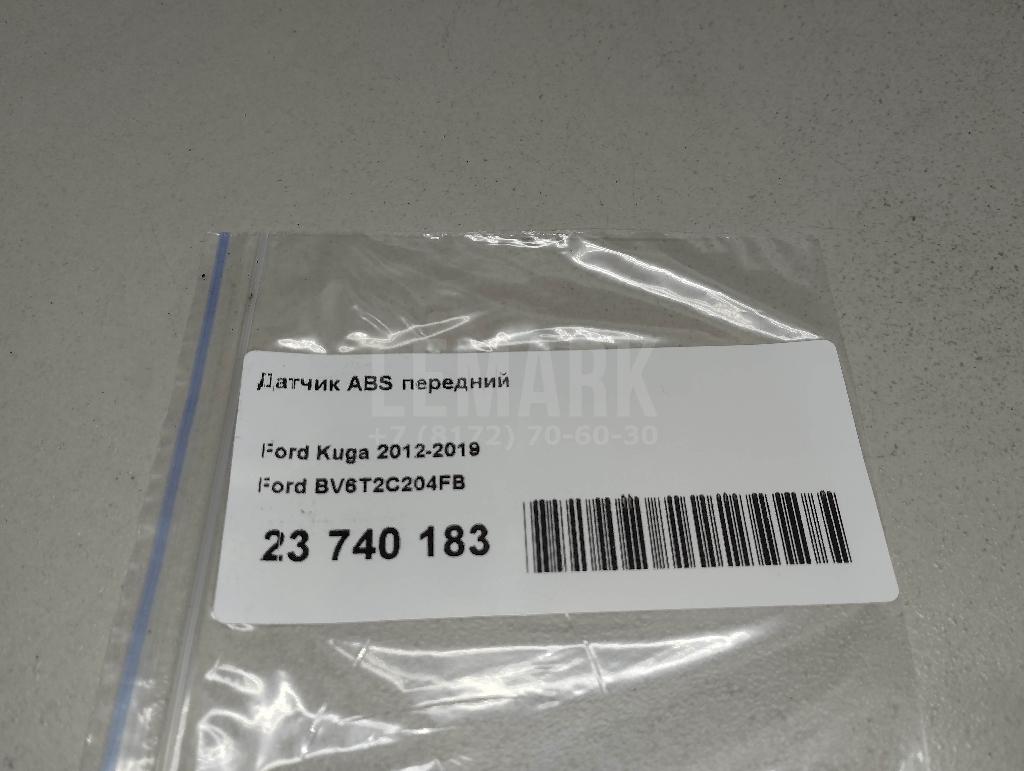 Датчик ABS передний
LEMARK
+7 (8172) 70-60-30
Ford Kuga 2012-2019
Ford BV6T2C204FB
23 740 183